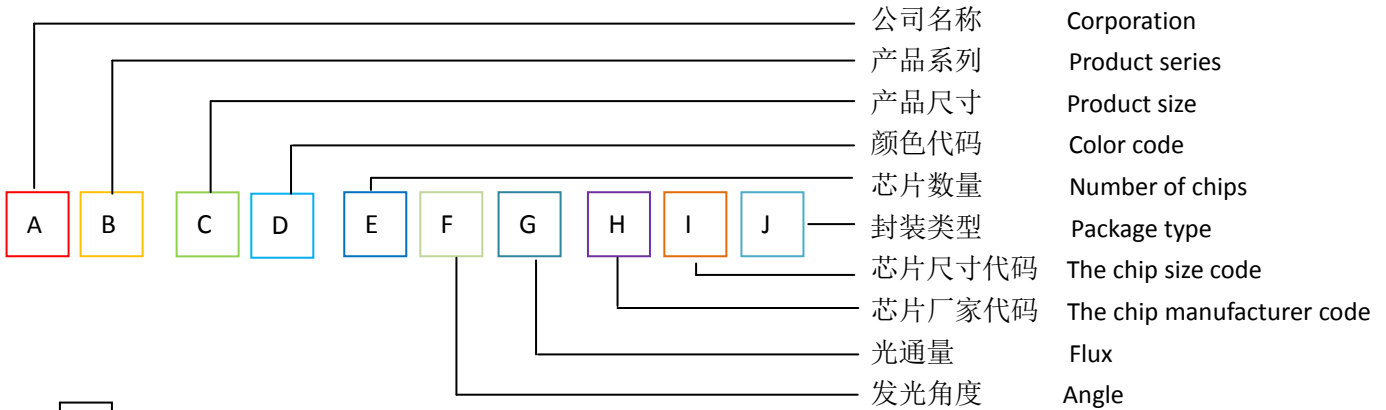 公司名称 Corporation
产品系列 Product series
产品尺寸 Product size
颜色代码 Color code
芯片数量 Number of chips
A B C D E F G H I J 封装类型 Package type
芯片尺寸代码 The chip size code
芯片厂家代码 The chip manufacturer code
光通量 Flux
发光角度 Angle